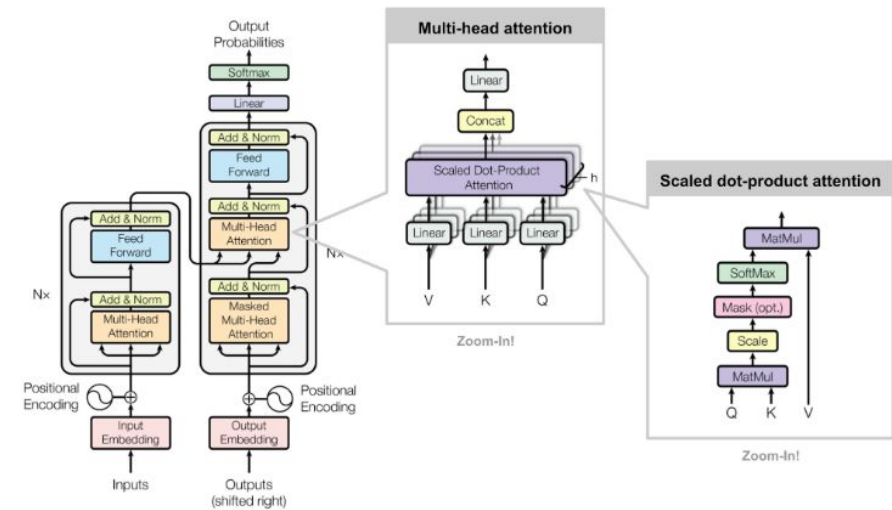 Output
Probabilities
Softmax
Linear
Add & Norm
Feed
Forward
Add & Norm
Multi-Head
Attention
Add & Norm
Masked
Multi-Head
Attention
Nx
Add & Norm
Feed
Forward
Add & Norm
Multi-Head
Attention
Nx
Positional
Encoding
Positional
Encoding
Input
Embedding
Output
Embedding
Inputs
Outputs
(shifted right)
Multi-head attention
Linear
Concat
Scaled Dot-Product
Attention
h
Linear
Linear
Linear
V
K
Q
Zoom-In!
Scaled dot-product attention
MatMul
SoftMax
Mask (opt.)
Scale
MatMul
Q
K
V
Zoom-In!